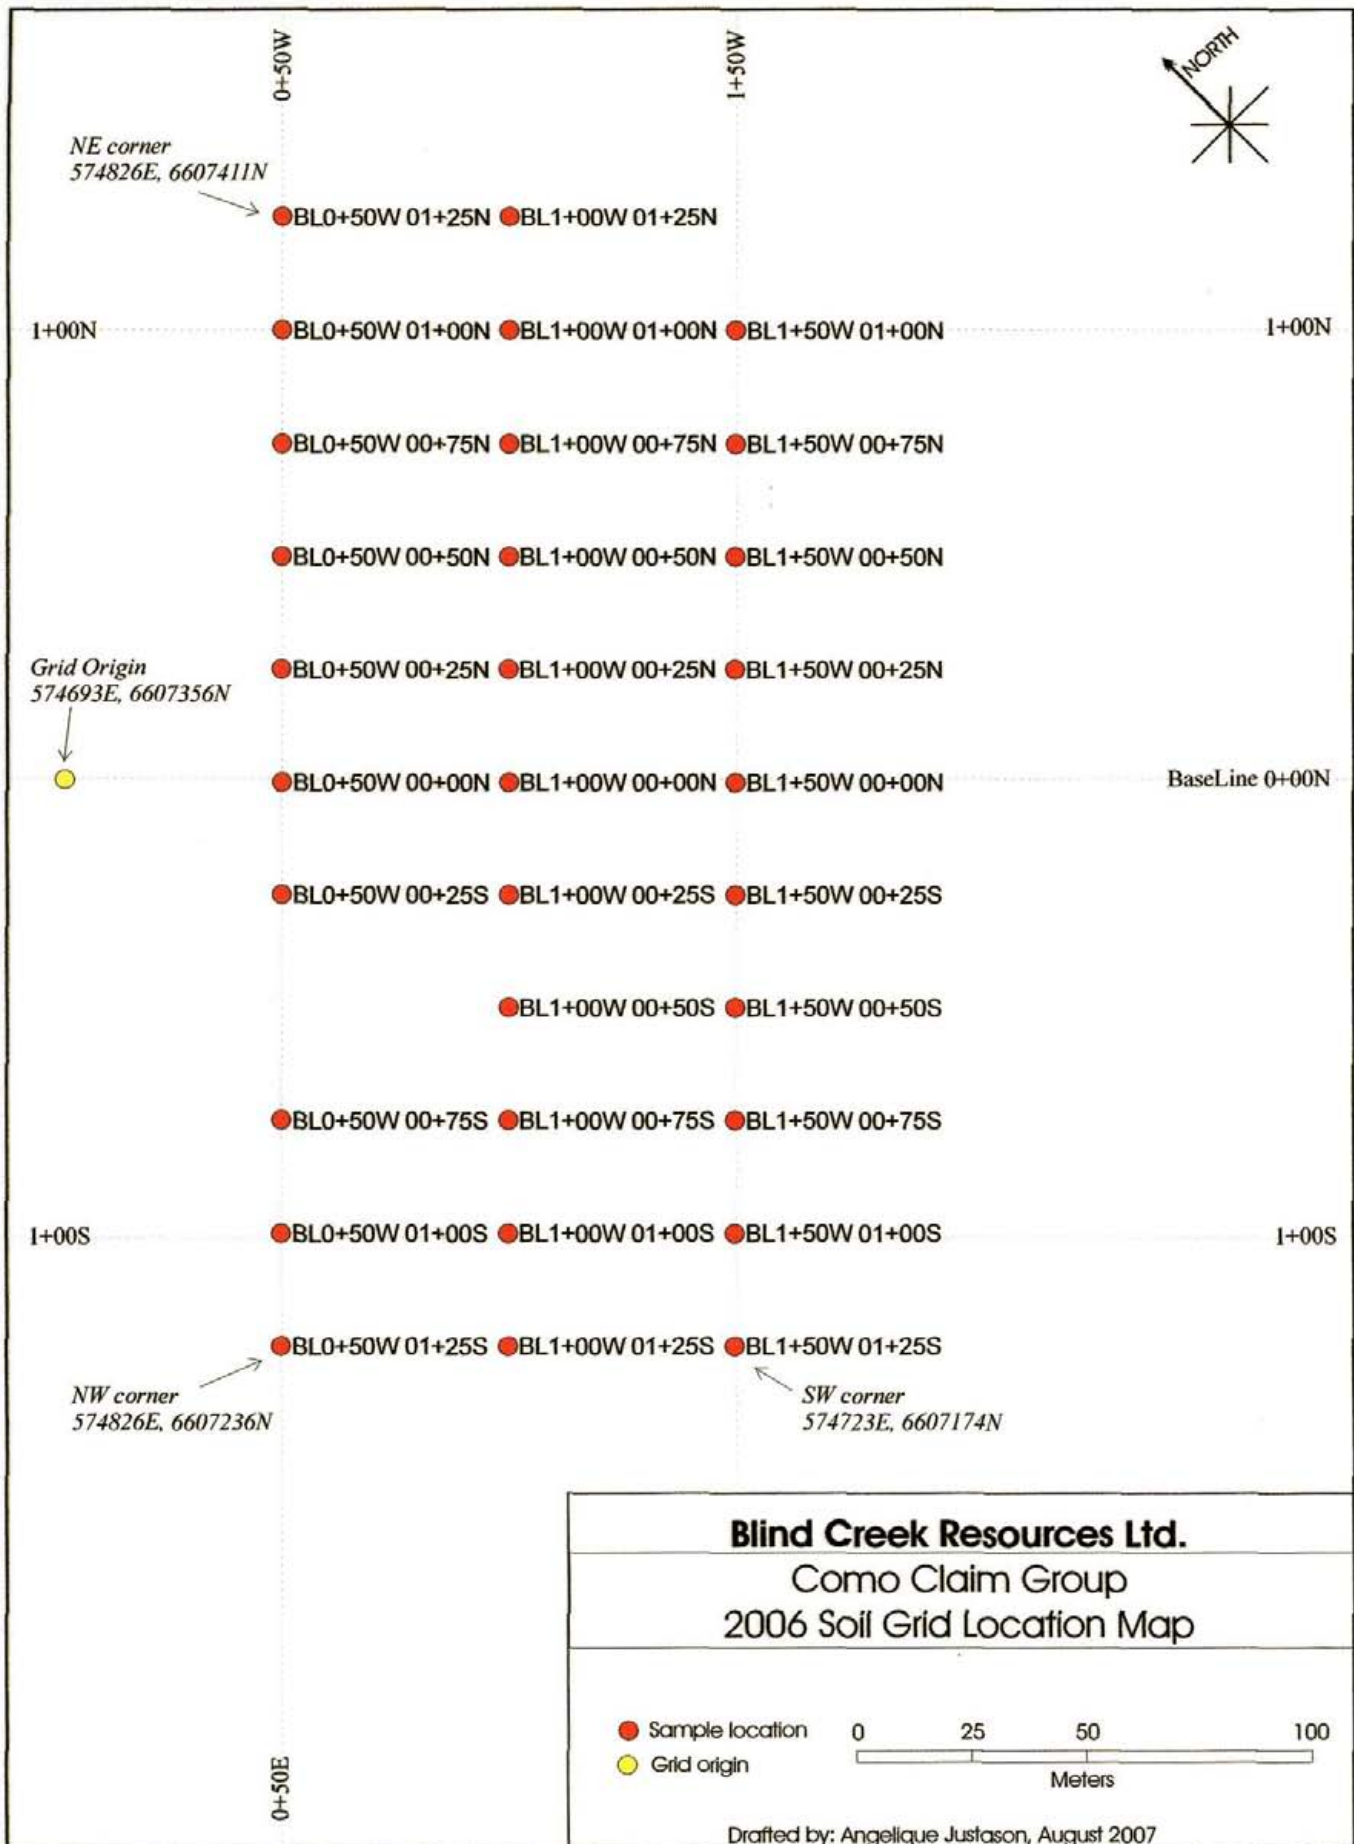 0+50W
1+50W
NORTH
NE corner
574826E, 6607411N
BL0+50W 01+25N BL1+00W 01+25N
1+00N BL0+50W 01+00N BL1+00W 01+00N BL1+50W 01+00N 1+00N
BL0+50W 00+75N BL1+00W 00+75N BL1+50W 00+75N
BL0+50W 00+50N BL1+00W 00+50N BL1+50W 00+50N
Grid Origin
574693E, 6607356N
BL0+50W 00+25N BL1+00W 00+25N BL1+50W 00+25N
BL0+50W 00+00N BL1+00W 00+00N BL1+50W 00+00N BaseLine 0+00N
BL0+50W 00+25S BL1+00W 00+25S BL1+50W 00+25S
BL1+00W 00+50S BL1+50W 00+50S
BL0+50W 00+75S BL1+00W 00+75S BL1+50W 00+75S
1+00S BL0+50W 01+00S BL1+00W 01+00S BL1+50W 01+00S 1+00S
BL0+50W 01+25S BL1+00W 01+25S BL1+50W 01+25S
NW corner
574826E, 6607236N
SW corner
574723E, 6607174N
Blind Creek Resources Ltd.
Como Claim Group
2006 Soil Grid Location Map
Sample location
Grid origin
0 25 50 100
Meters
0+50E
Drafted by: Angelique Justason, August 2007